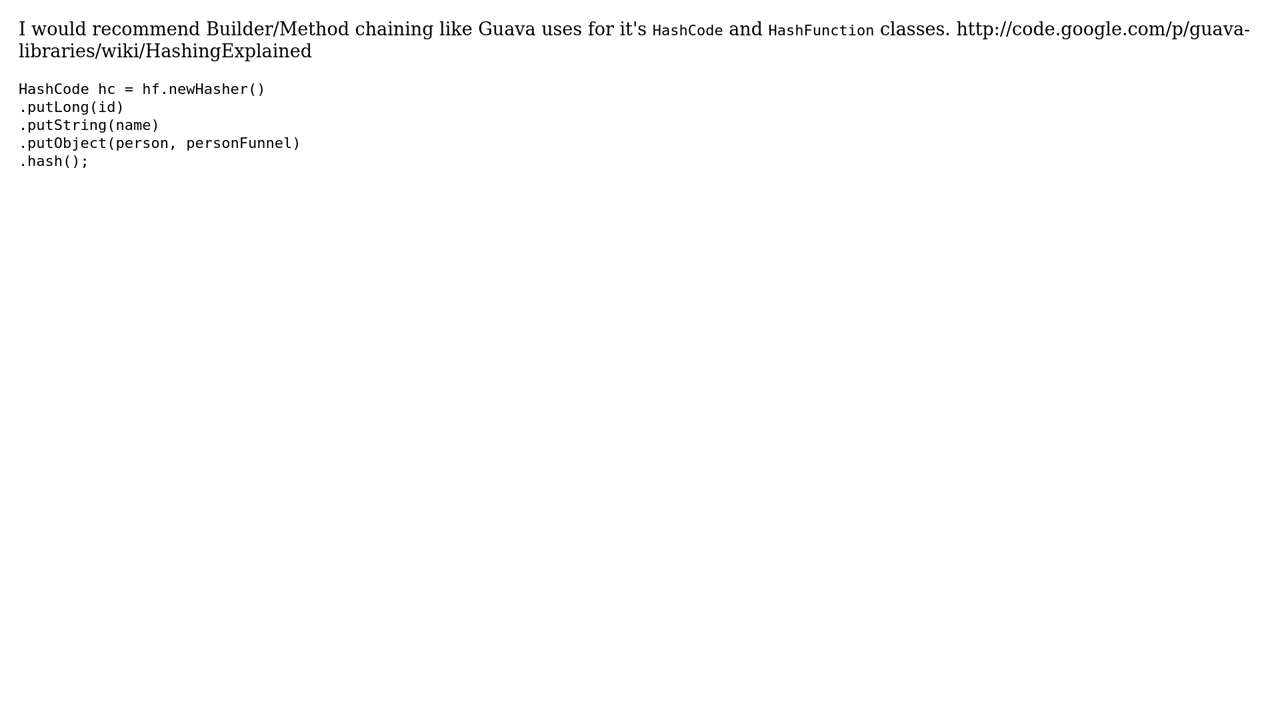 I would recommend Builder/Method chaining like Guava uses for it's HashCode and HashFunction classes. http://code.google.com/p/guava-
libraries/wiki/HashingExplained
HashCode hc = hf.newHasher()
.putLong(id)
.putString(name)
.putObject(person, personFunnel)
.hash();